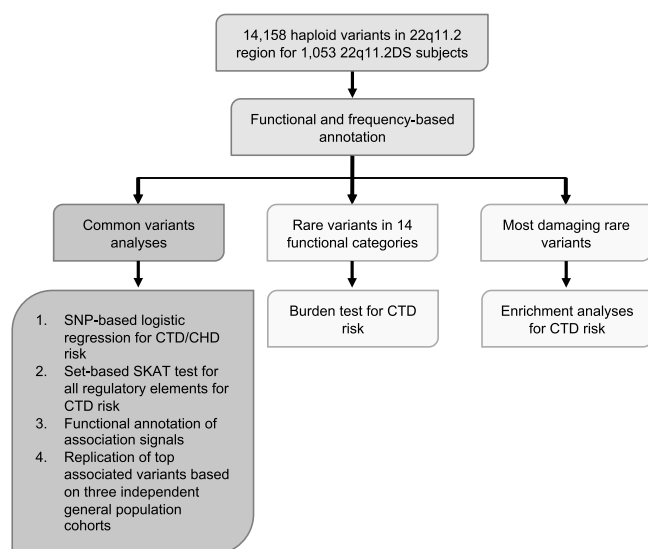 14,158 haploid variants in 22q11.2
region for 1,053 22q11.2DS subjects
Functional and frequency-based
annotation
Common variants
analyses
Rare variants in 14
functional categories
Most damaging rare
variants
1. SNP-based logistic
regression for CTD/CHD
risk
2. Set-based SKAT test for
all regulatory elements for
CTD risk
3. Functional annotation of
association signals
4. Replication of top
associated variants based
on three independent
general population
cohorts
Burden test for CTD
risk
Enrichment analyses
for CTD risk